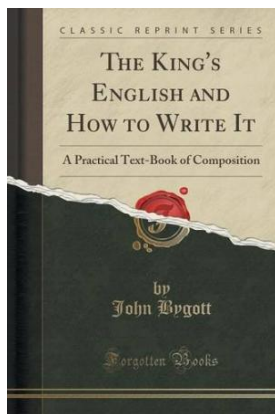 CLASSIC REPRINT SERIES
THE KING'S
ENGLISH AND
HOW TO WRITE IT
A Practical Text-Book of Composition
by
John Bygott
Forgotten Books